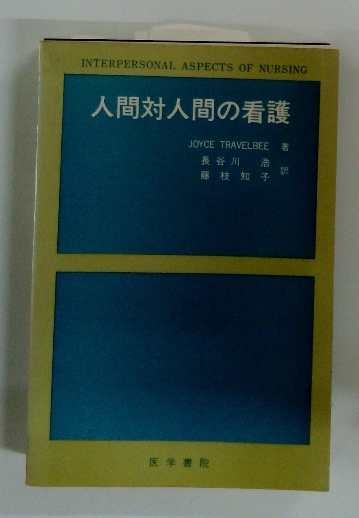 INTERPERSONAL ASPECTS OF NURSING
人間対人間の看護
JOYCE TRAVELBEE 著
長谷川 浩
藤枝知子 訳
医学書院